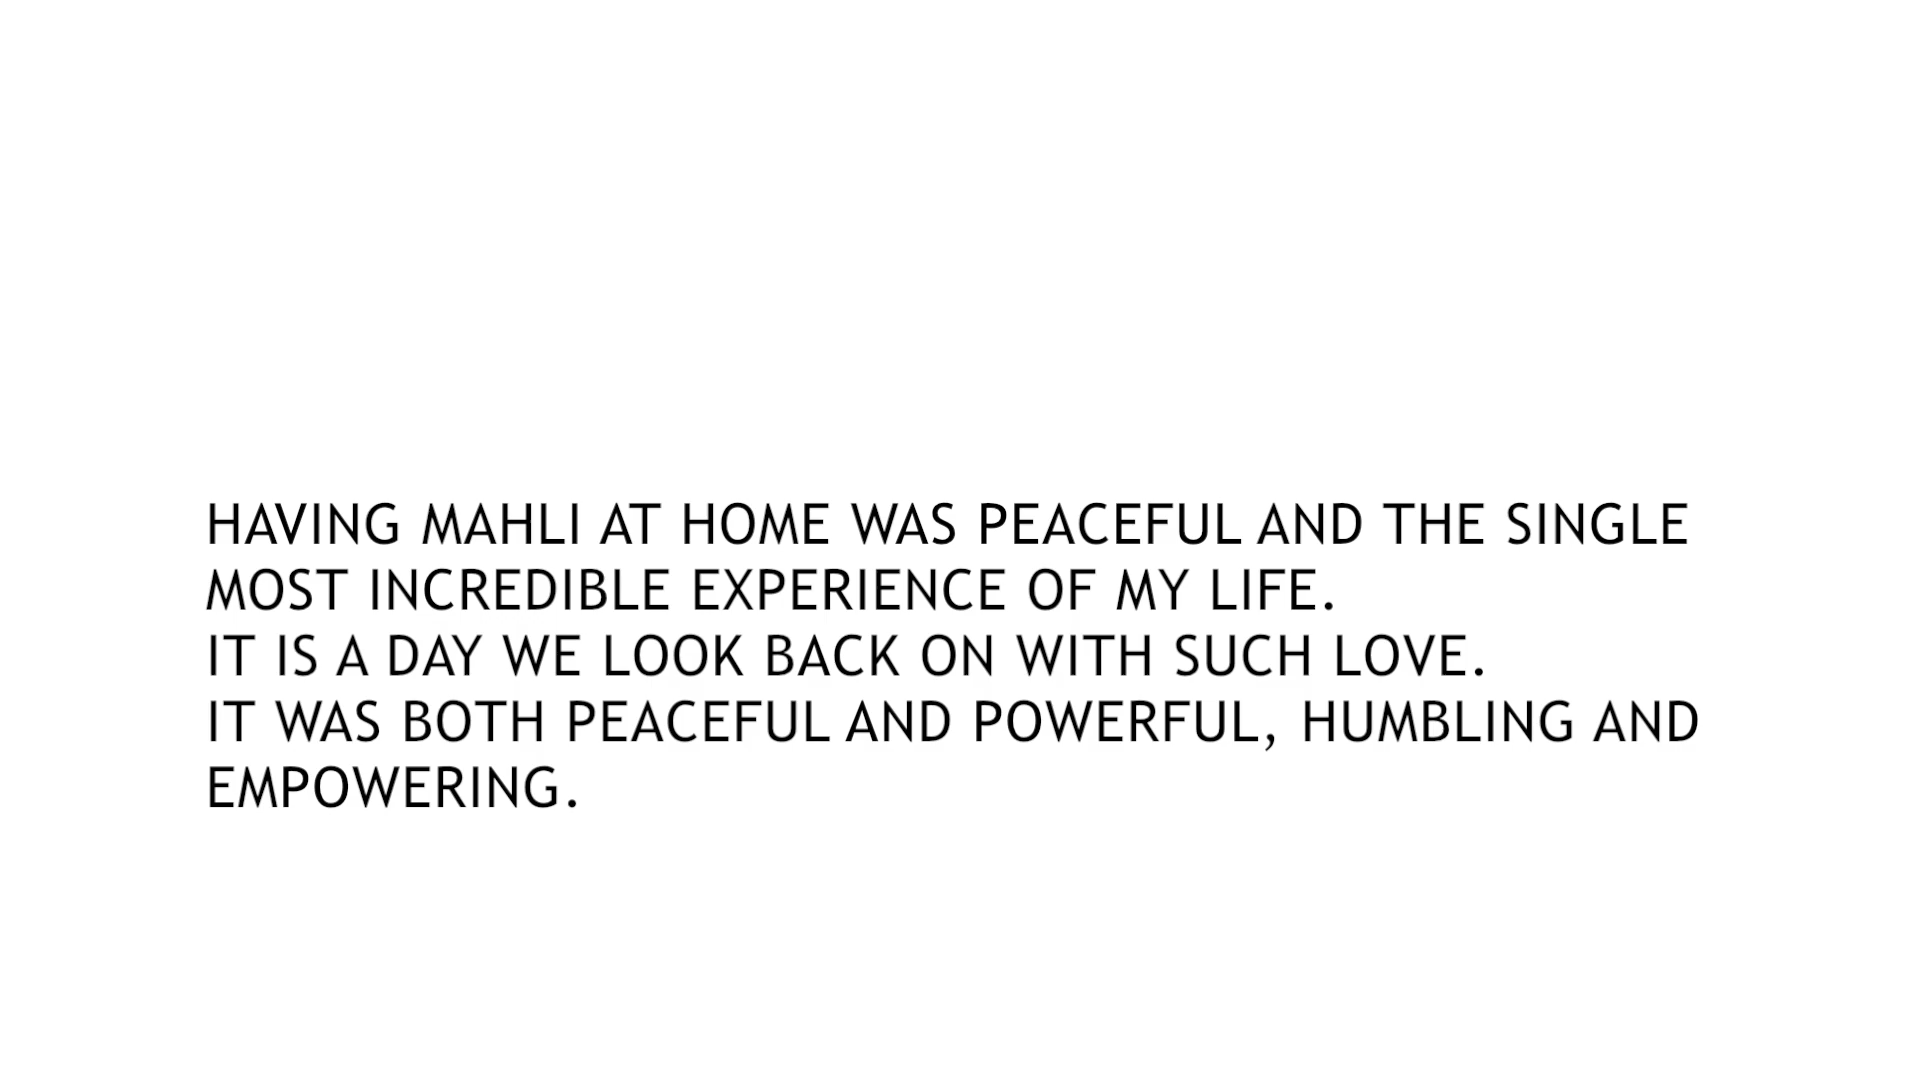 HAVING MAHLI AT HOME WAS PEACEFUL AND THE SINGLE
MOST INCREDIBLE EXPERIENCE OF MY LIFE.
IT IS A DAY WE LOOK BACK ON WITH SUCH LOVE.
IT WAS BOTH PEACEFUL AND POWERFUL, HUMBLING AND
EMPOWERING.